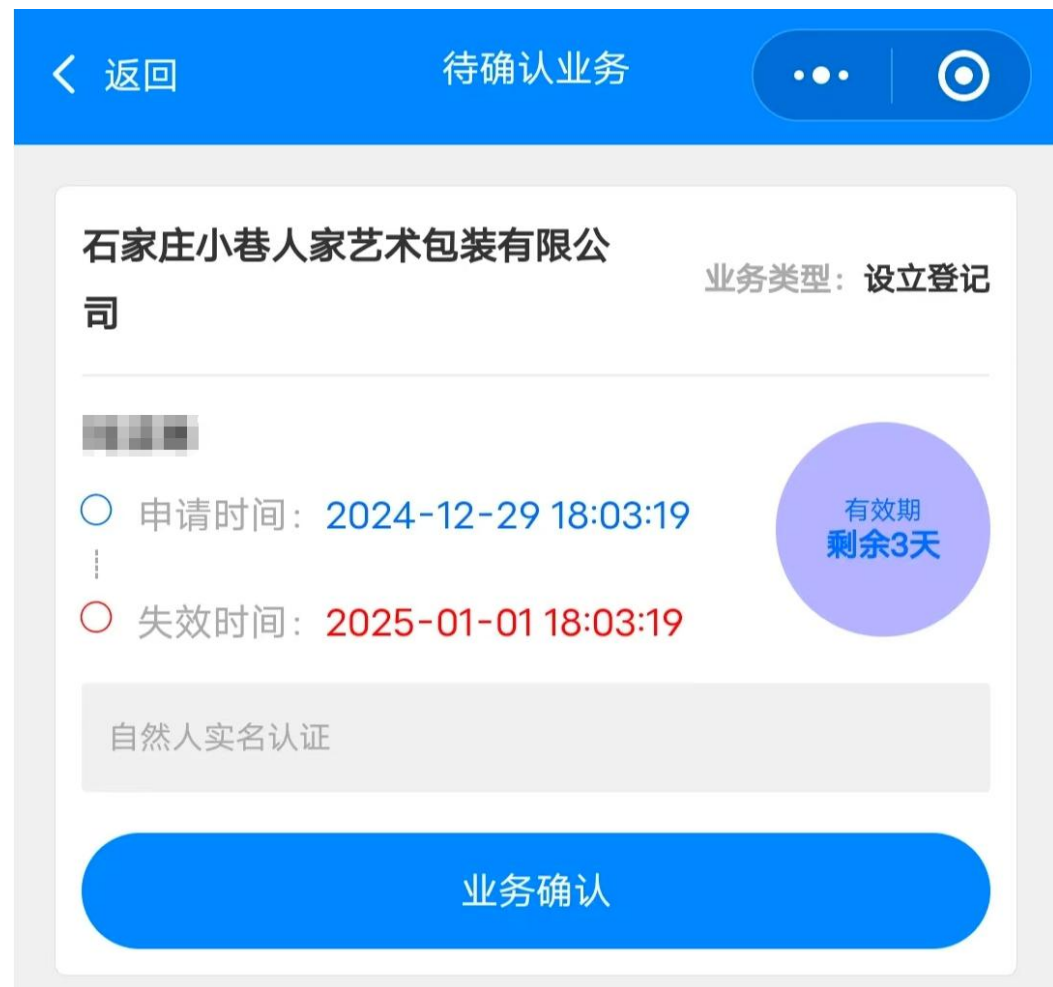 返回
待确认业务
石家庄小巷人家艺术包装有限公
司
业务类型：设立登记
申请时间：2024-12-29 18:03:19
有效期
剩余3天
失效时间：2025-01-01 18:03:19
自然人实名认证
业务确认